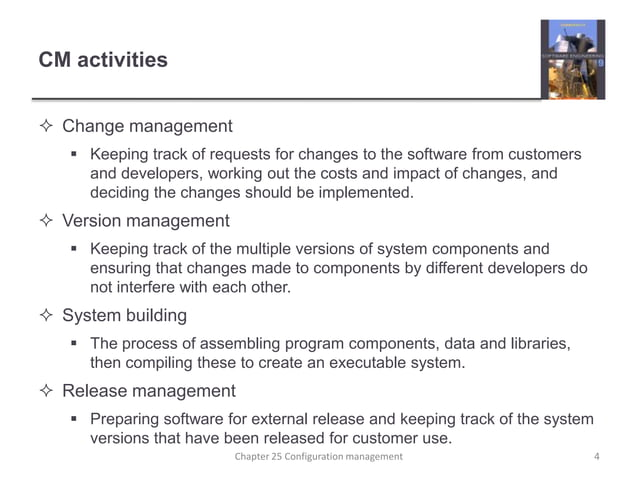 CM activities
SOFTWARE ENGINEERING
9
Change management
Keeping track of requests for changes to the software from customers
and developers, working out the costs and impact of changes, and
deciding the changes should be implemented.
Version management
Keeping track of the multiple versions of system components and
ensuring that changes made to components by different developers do
not interfere with each other.
System building
The process of assembling program components, data and libraries,
then compiling these to create an executable system.
Release management
Preparing software for external release and keeping track of the system
versions that have been released for customer use.
Chapter 25 Configuration management
4